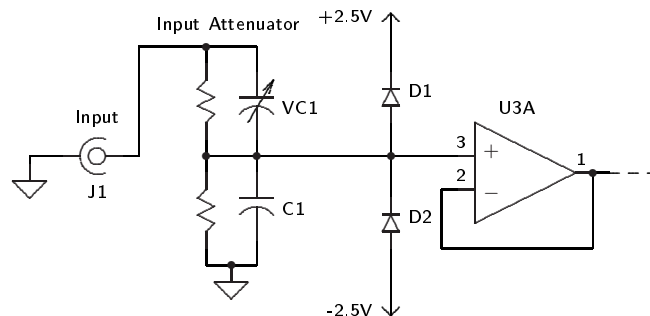 Input Attenuator
+2.5V
D1
U3A
Input
VC1
3
+
1
2
−
J1
C1
D2
-2.5V